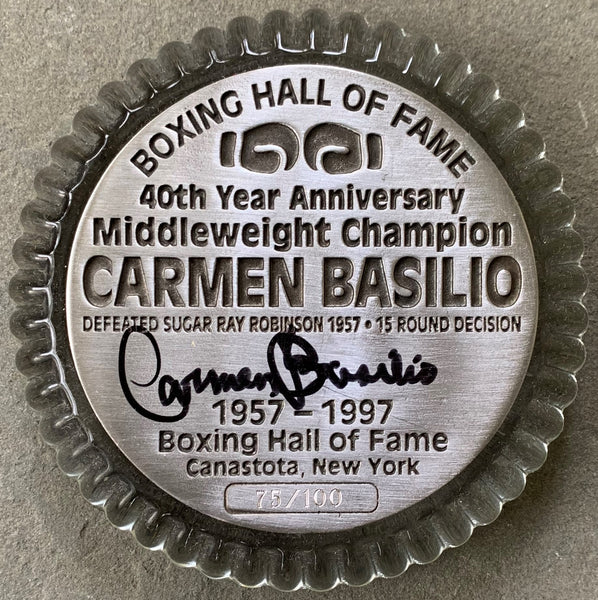 BOXING HALL OF FAME
40th Year Anniversary
Middleweight Champion
CARMEN BASILIO
DEFEATED SUGAR RAY ROBINSON 1957 • 15 ROUND DECISION
Carmen Basilio
1957 – 1997
Boxing Hall of Fame
Canastota, New York
75/100